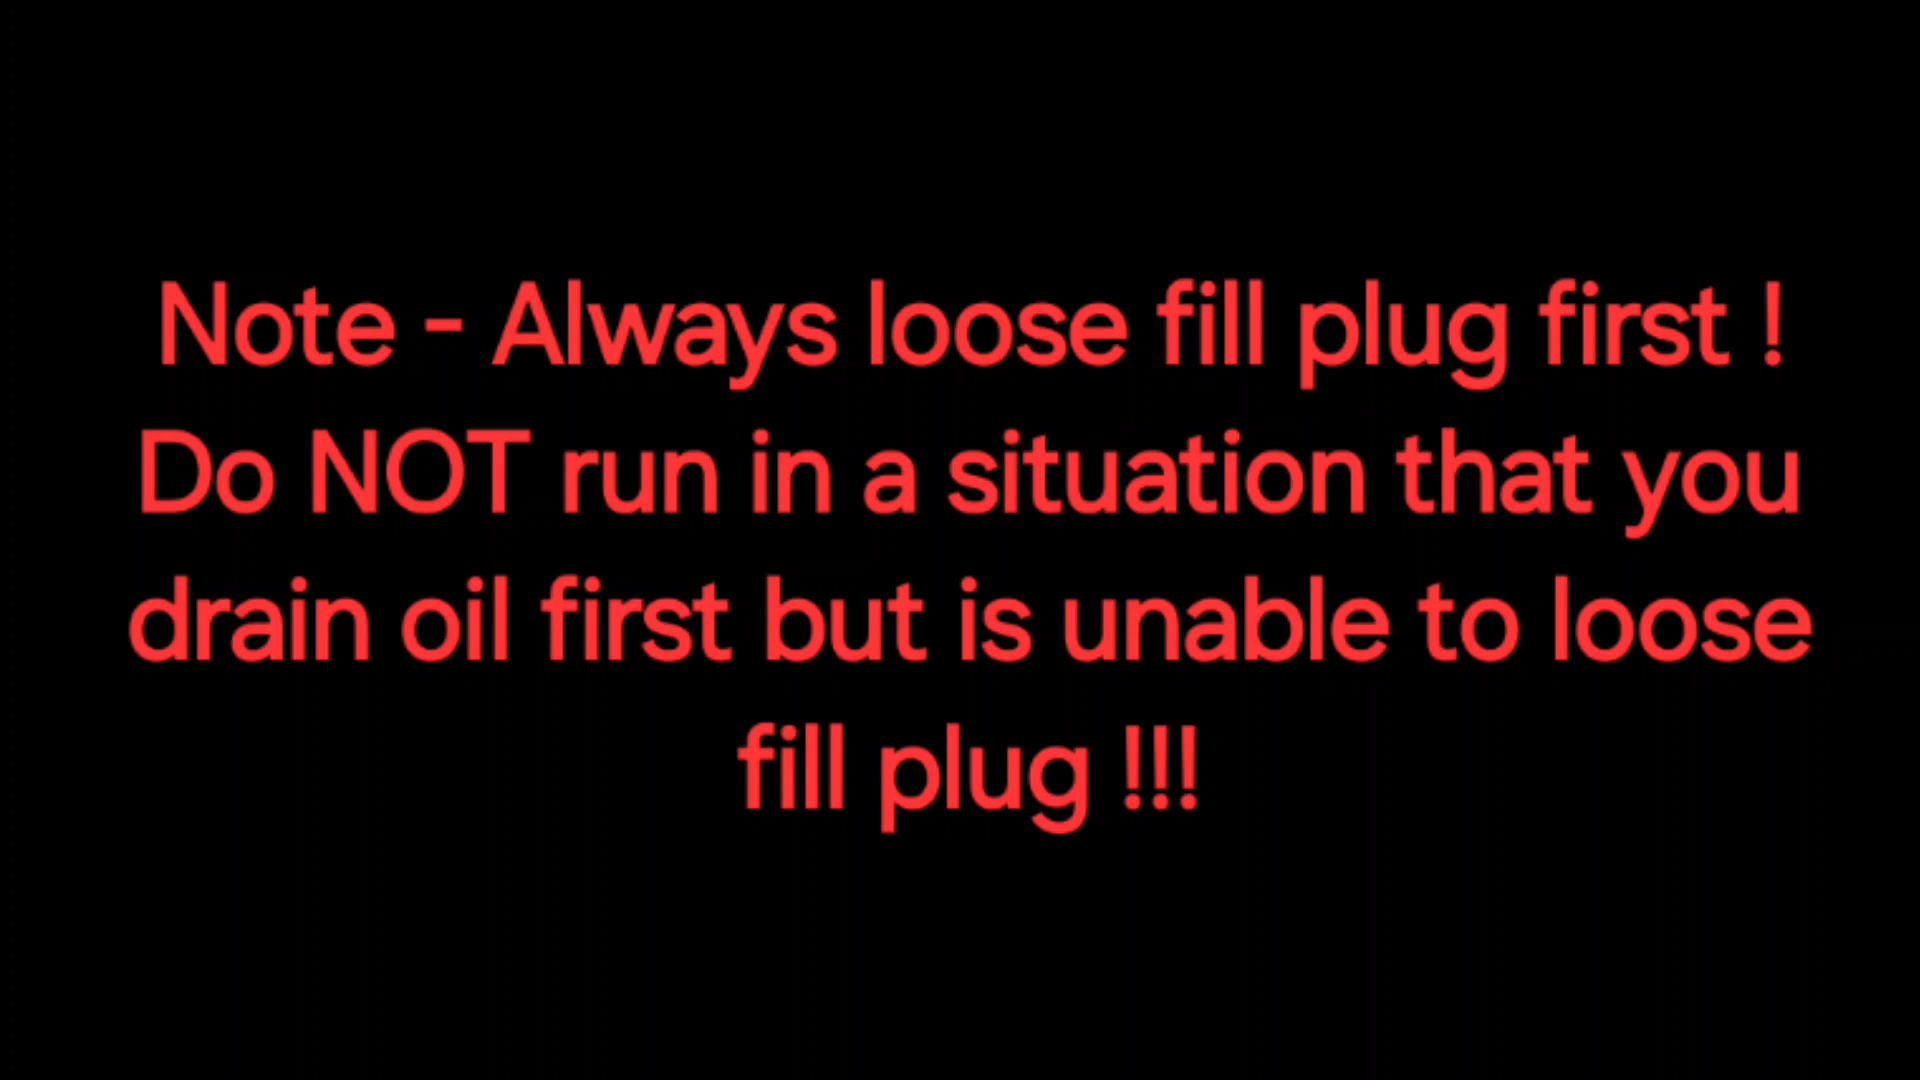 Note - Always loose fill plug first !
Do NOT run in a situation that you
drain oil first but is unable to loose
fill plug !!!